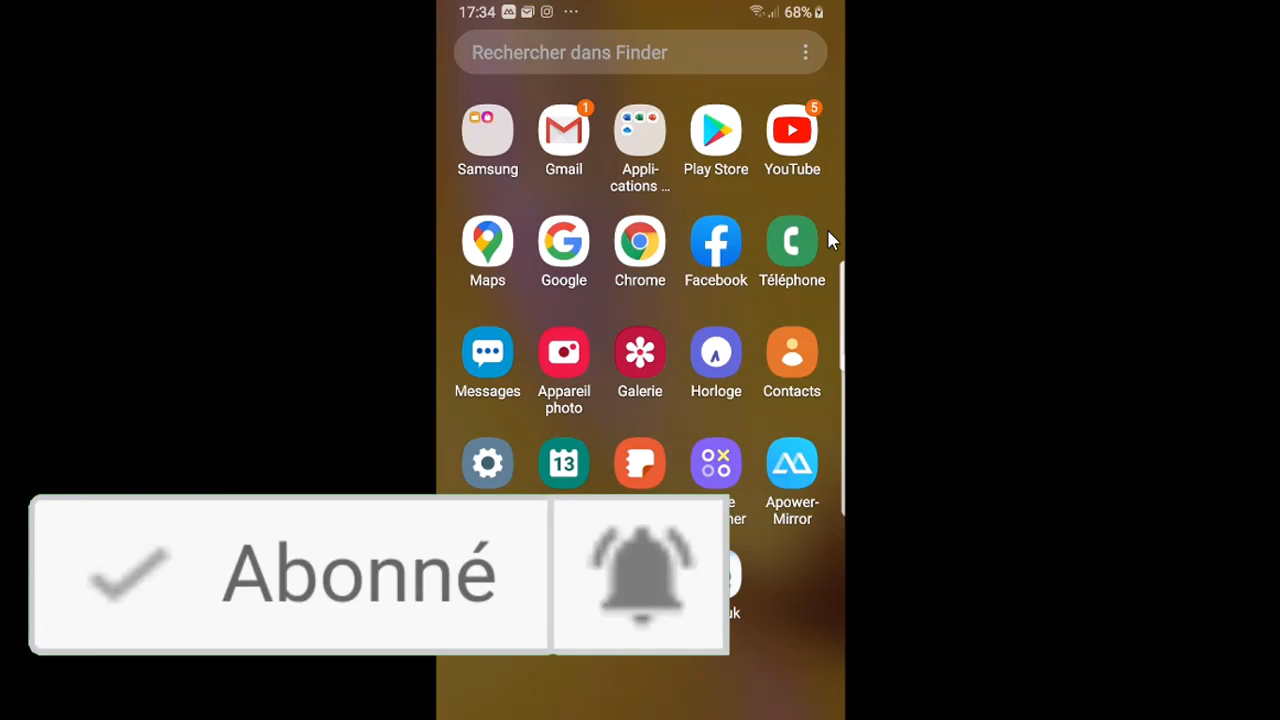 17:34
68%
Rechercher dans Finder
1
5
Samsung
Gmail
Appli-
cations ...
Play Store
YouTube
Maps
Google
Chrome
Facebook
Téléphone
Messages
Appareil
photo
Galerie
Horloge
Contacts
13
Apower-
Mirror
Abonné